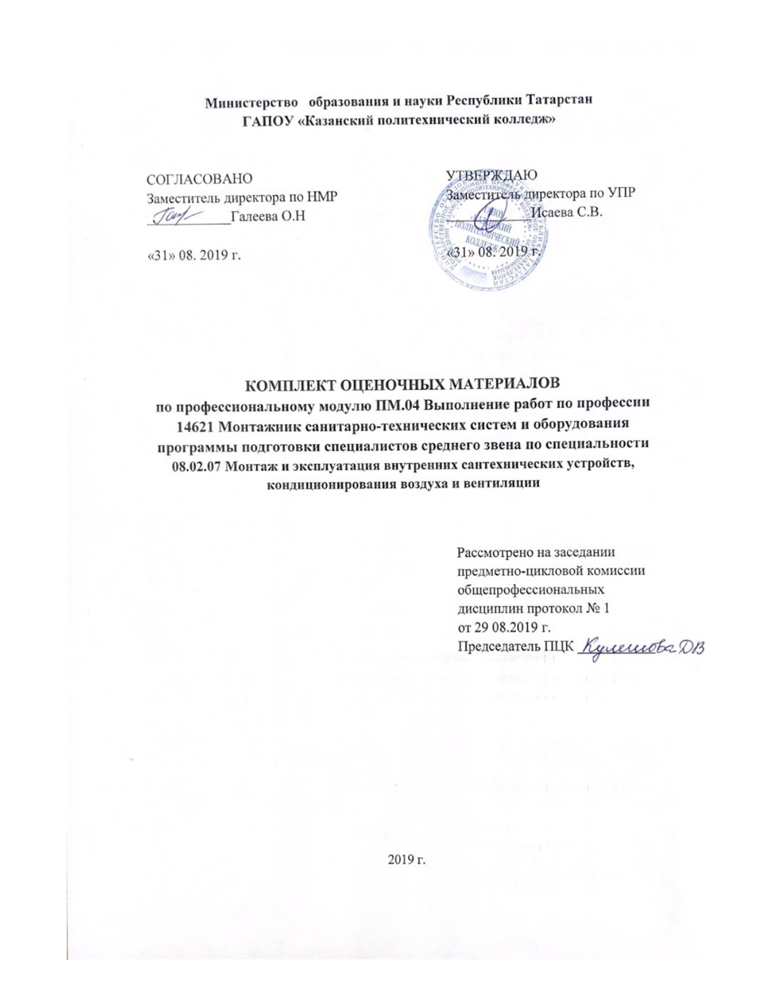 Министерство образования и науки Республики Татарстан
ГАПОУ «Казанский политехнический колледж»
СОГЛАСОВАНО
Заместитель директора по НМР
Галеева О.Н
«31» 08. 2019 г.
УТВЕРЖДАЮ
Заместитель директора по УПР
Исаева С.В.
«31» 08. 2019 г.
ГАПОУ
«КАЗАНСКИЙ
ПОЛИТЕХНИЧЕСКИЙ
КОЛЛЕДЖ»
КОМПЛЕКТ ОЦЕНОЧНЫХ МАТЕРИАЛОВ
по профессиональному модулю ПМ.04 Выполнение работ по профессии
14621 Монтажник санитарно-технических систем и оборудования
программы подготовки специалистов среднего звена по специальности
08.02.07 Монтаж и эксплуатация внутренних сантехнических устройств,
кондиционирования воздуха и вентиляции
Рассмотрено на заседании
предметно-цикловой комиссии
общепрофессиональных
дисциплин протокол № 1
от 29 08.2019 г.
Председатель ПЦК Кулешова ДВ
2019 г.